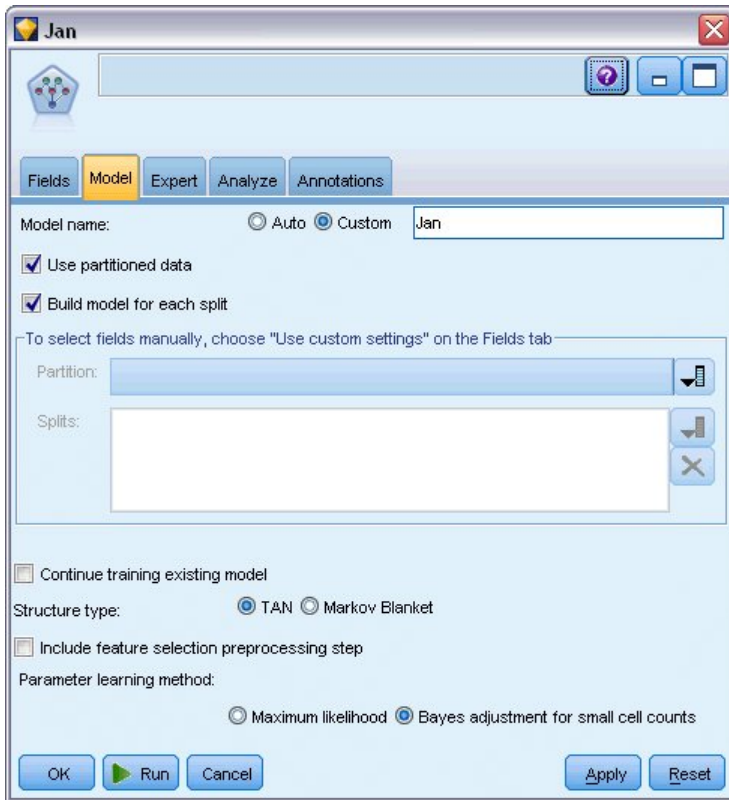 Jan
Fields Model Expert Analyze Annotations
Model name: Auto Custom Jan
Use partitioned data
Build model for each split
To select fields manually, choose "Use custom settings" on the Fields tab
Partition:
Splits:
Continue training existing model
Structure type: TAN Markov Blanket
Include feature selection preprocessing step
Parameter learning method:
Maximum likelihood Bayes adjustment for small cell counts
OK Run Cancel Apply Reset